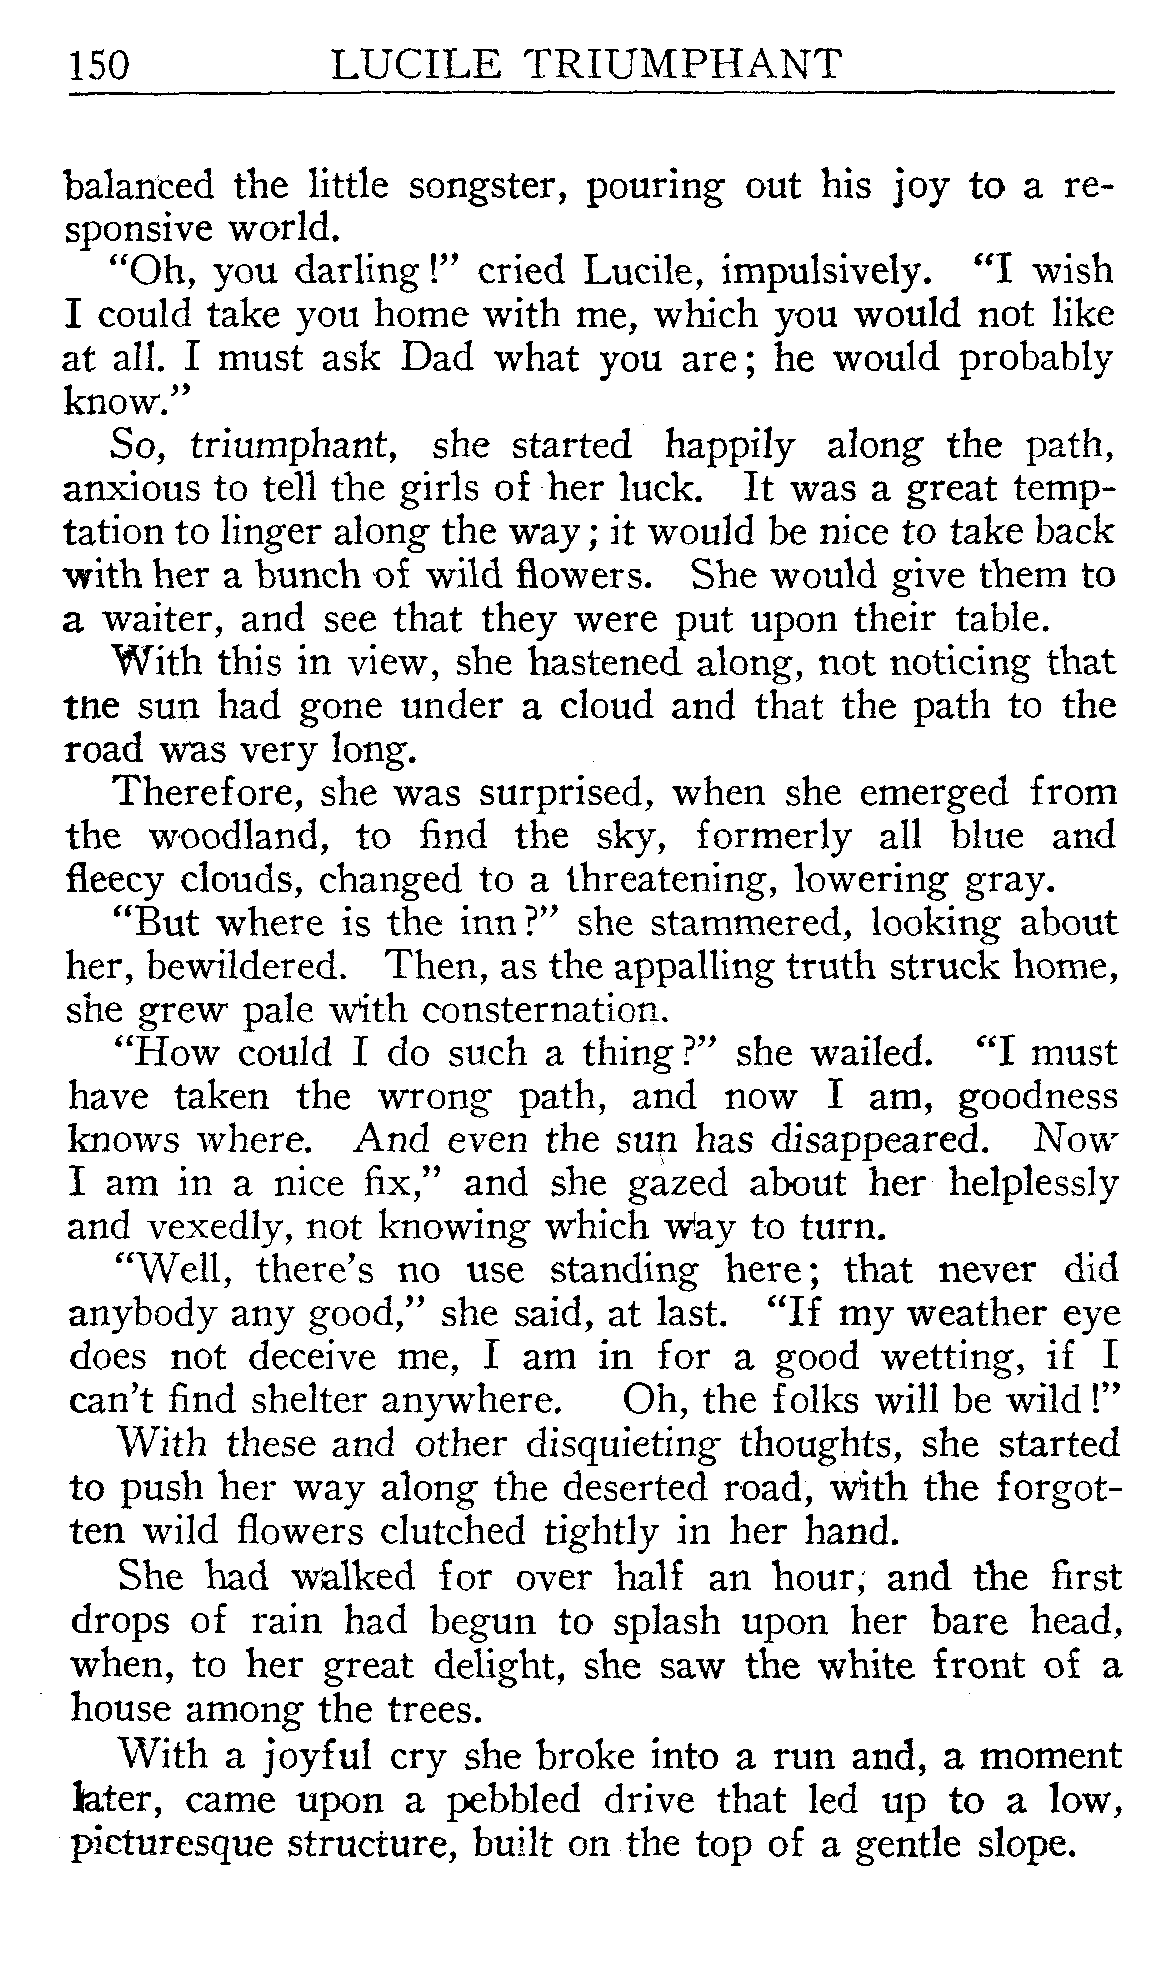 150 LUCILE TRIUMPHANT
balanced the little songster, pouring out his joy to a re-
sponsive world.
"Oh, you darling!" cried Lucile, impulsively. "I wish
I could take you home with me, which you would not like
at all. I must ask Dad what you are; he would probably
know."
So, triumphant, she started happily along the path,
anxious to tell the girls of her luck. It was a great temp-
tation to linger along the way; it would be nice to take back
with her a bunch of wild flowers. She would give them to
a waiter, and see that they were put upon their table.
With this in view, she hastened along, not noticing that
the sun had gone under a cloud and that the path to the
road was very long.
Therefore, she was surprised, when she emerged from
the woodland, to find the sky, formerly all blue and
fleecy clouds, changed to a threatening, lowering gray.
"But where is the inn?" she stammered, looking about
her, bewildered. Then, as the appalling truth struck home,
she grew pale with consternation.
"How could I do such a thing?" she wailed. "I must
have taken the wrong path, and now I am, goodness
knows where. And even the sun has disappeared. Now
I am in a nice fix," and she gazed about her helplessly
and vexedly, not knowing which way to turn.
"Well, there's no use standing here; that never did
anybody any good," she said, at last. "If my weather eye
does not deceive me, I am in for a good wetting, if I
can't find shelter anywhere. Oh, the folks will be wild!"
With these and other disquieting thoughts, she started
to push her way along the deserted road, with the forgot-
ten wild flowers clutched tightly in her hand.
She had walked for over half an hour, and the first
drops of rain had begun to splash upon her bare head,
when, to her great delight, she saw the white front of a
house among the trees.
With a joyful cry she broke into a run and, a moment
later, came upon a pebbled drive that led up to a low,
picturesque structure, built on the top of a gentle slope.